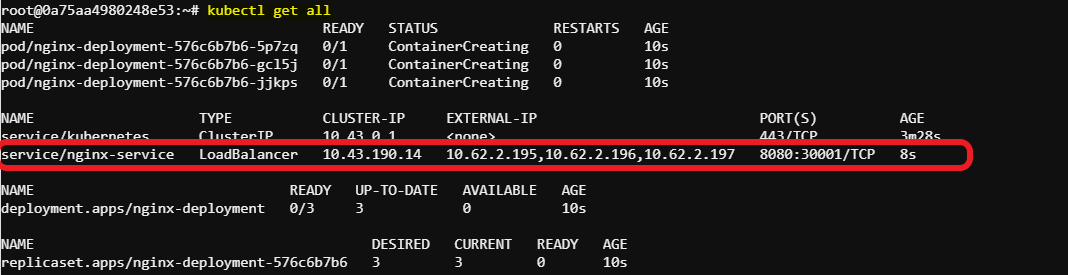 root@0a75aa4980248e53:~# kubectl get all
NAME READY STATUS RESTARTS AGE
pod/nginx-deployment-576c6b7b6-5p7zq 0/1 ContainerCreating 0 10s
pod/nginx-deployment-576c6b7b6-gcl5j 0/1 ContainerCreating 0 10s
pod/nginx-deployment-576c6b7b6-jjkps 0/1 ContainerCreating 0 10s
NAME TYPE CLUSTER-IP EXTERNAL-IP PORT(S) AGE
service/kubernetes ClusterIP 10.43.0.1 <none> 443/TCP 3m28s
service/nginx-service LoadBalancer 10.43.190.14 10.62.2.195,10.62.2.196,10.62.2.197 8080:30001/TCP 8s
NAME READY UP-TO-DATE AVAILABLE AGE
deployment.apps/nginx-deployment 0/3 3 0 10s
NAME DESIRED CURRENT READY AGE
replicaset.apps/nginx-deployment-576c6b7b6 3 3 0 10s